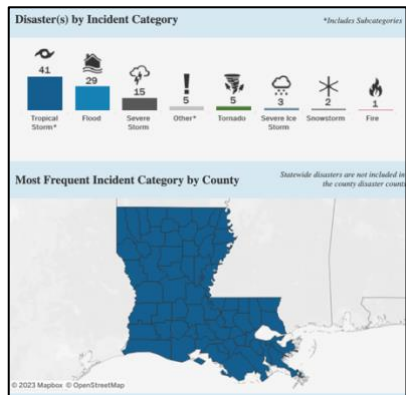 Disaster(s) by Incident Category *Includes Subcategories
41 29 15 5 5 3 2 1
Tropical Storm* Flood Severe Storm Other* Tornado Severe Ice Storm Snowstorm Fire
Most Frequent Incident Category by County
Statewide disasters are not included in
the county disaster counts
© 2023 Mapbox © OpenStreetMap